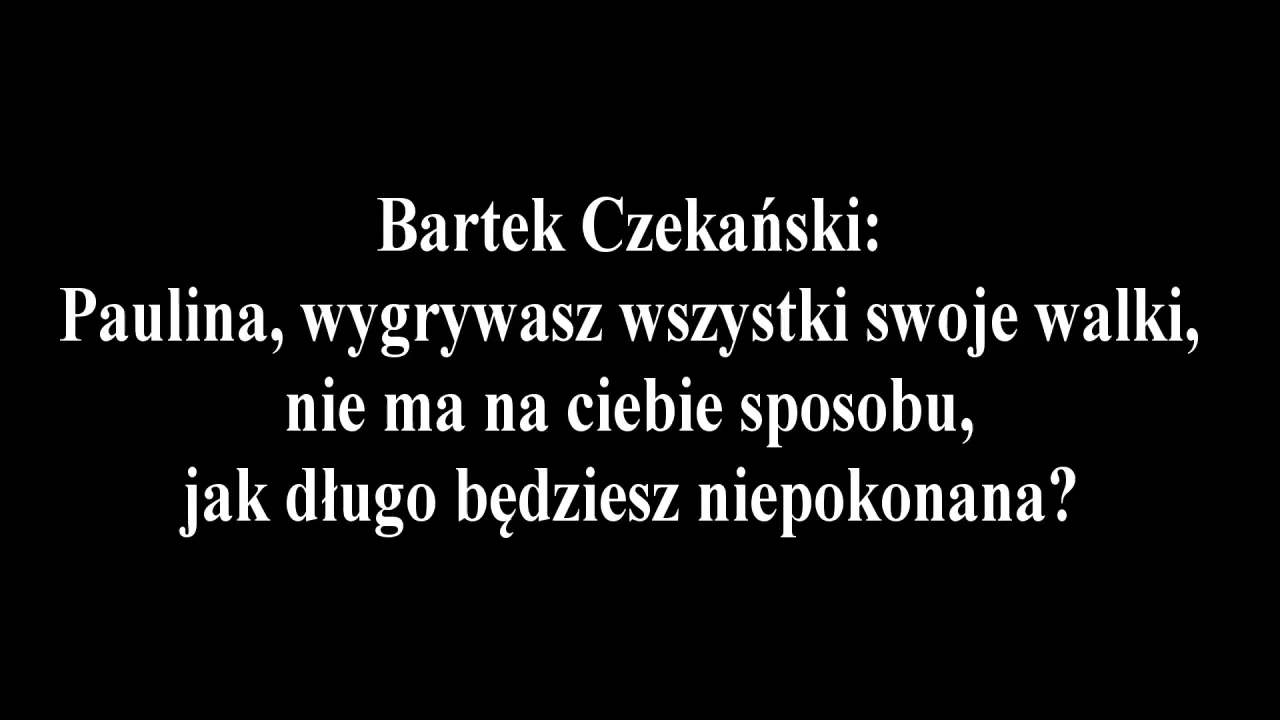 Bartek Czekański:
Paulina, wygrywasz wszystki swoje walki,
nie ma na ciebie sposobu,
jak długo będziesz niepokonana?